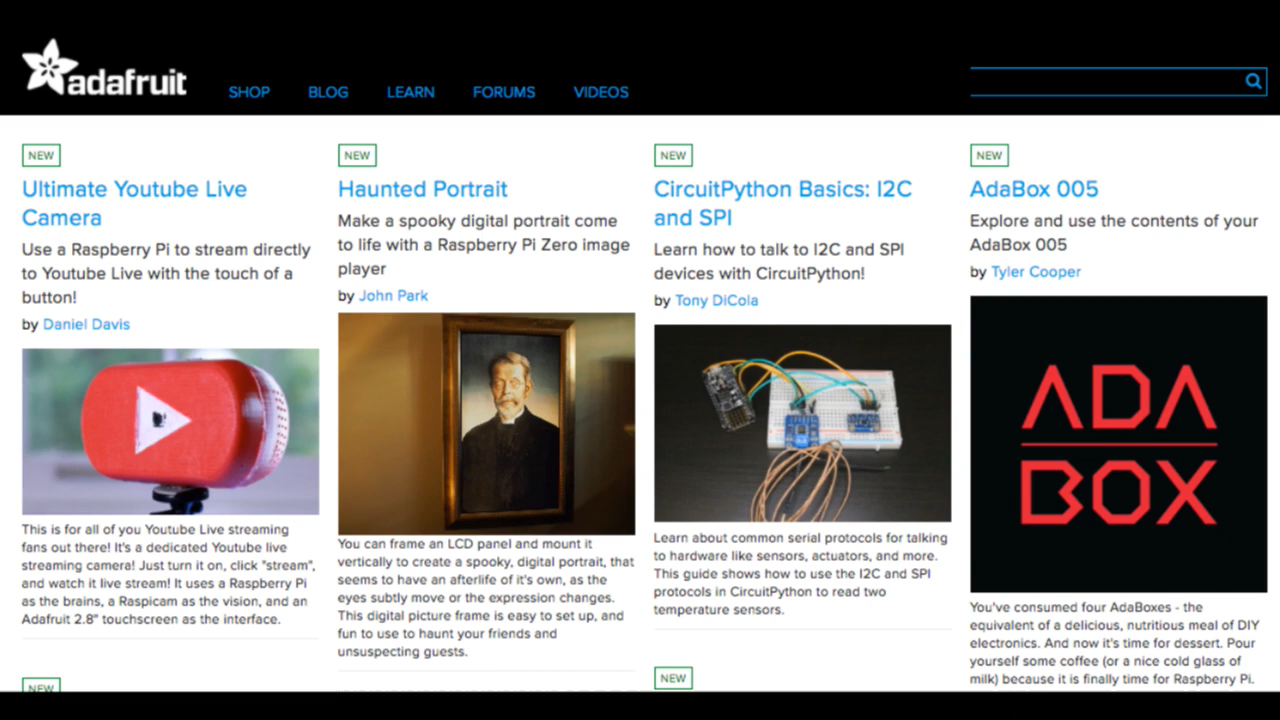 adafruit
SHOP
BLOG
LEARN
FORUMS
VIDEOS
NEW
Ultimate Youtube Live
Camera
Use a Raspberry Pi to stream directly
to Youtube Live with the touch of a
button!
by Daniel Davis
This is for all of you Youtube Live streaming
fans out there! It's a dedicated Youtube live
streaming camera! Just turn it on, click "stream",
and watch it live stream! It uses a Raspberry Pi
as the brains, a Raspicam as the vision, and an
Adafruit 2.8" touchscreen as the interface.
NEW
NEW
Haunted Portrait
Make a spooky digital portrait come
to life with a Raspberry Pi Zero image
player
by John Park
You can frame an LCD panel and mount it
vertically to create a spooky, digital portrait, that
seems to have an afterlife of it's own, as the
eyes subtly move or the expression changes.
This digital picture frame is easy to set up, and
fun to use to haunt your friends and
unsuspecting guests.
NEW
CircuitPython Basics: I2C
and SPI
Learn how to talk to I2C and SPI
devices with CircuitPython!
by Tony DiCola
Learn about common serial protocols for talking
to hardware like sensors, actuators, and more.
This guide shows how to use the I2C and SPI
protocols in CircuitPython to read two
temperature sensors.
NEW
NEW
AdaBox 005
Explore and use the contents of your
AdaBox 005
by Tyler Cooper
ADA
BOX
You've consumed four AdaBoxes - the
equivalent of a delicious, nutritious meal of DIY
electronics. And now it's time for dessert. Pour
yourself some coffee (or a nice cold glass of
milk) because it is finally time for Raspberry Pi.